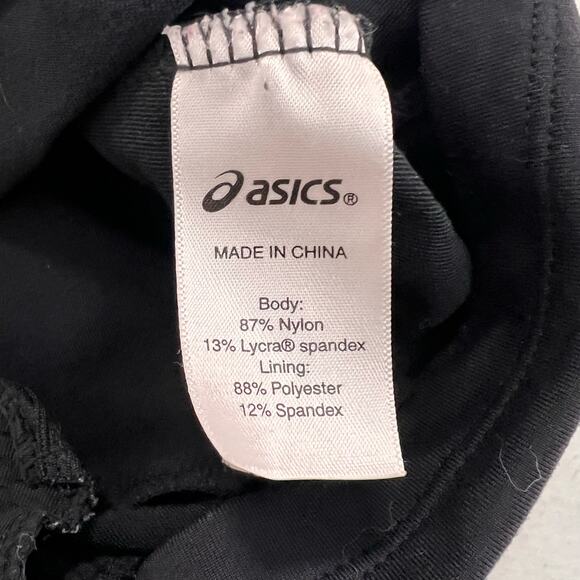 asics®
MADE IN CHINA
Body:
87% Nylon
13% Lycra® spandex
Lining:
88% Polyester
12% Spandex